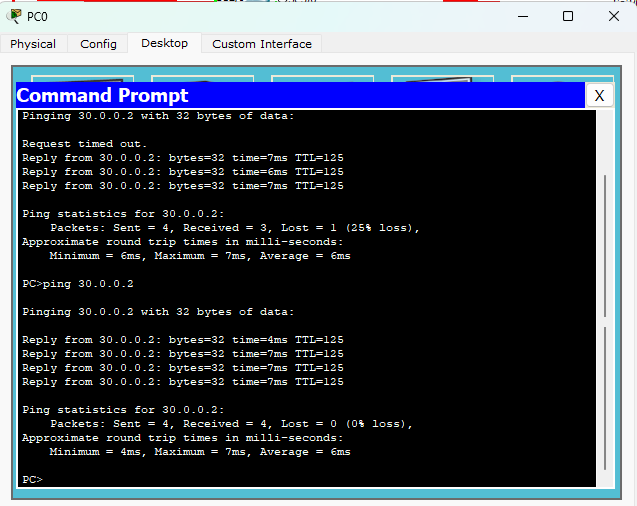 PC0
Physical Config Desktop Custom Interface
Command Prompt X
Pinging 30.0.0.2 with 32 bytes of data:
Request timed out.
Reply from 30.0.0.2: bytes=32 time=7ms TTL=125
Reply from 30.0.0.2: bytes=32 time=6ms TTL=125
Reply from 30.0.0.2: bytes=32 time=7ms TTL=125
Ping statistics for 30.0.0.2:
Packets: Sent = 4, Received = 3, Lost = 1 (25% loss),
Approximate round trip times in milli-seconds:
Minimum = 6ms, Maximum = 7ms, Average = 6ms
PC>ping 30.0.0.2
Pinging 30.0.0.2 with 32 bytes of data:
Reply from 30.0.0.2: bytes=32 time=4ms TTL=125
Reply from 30.0.0.2: bytes=32 time=7ms TTL=125
Reply from 30.0.0.2: bytes=32 time=7ms TTL=125
Reply from 30.0.0.2: bytes=32 time=7ms TTL=125
Ping statistics for 30.0.0.2:
Packets: Sent = 4, Received = 4, Lost = 0 (0% loss),
Approximate round trip times in milli-seconds:
Minimum = 4ms, Maximum = 7ms, Average = 6ms
PC>